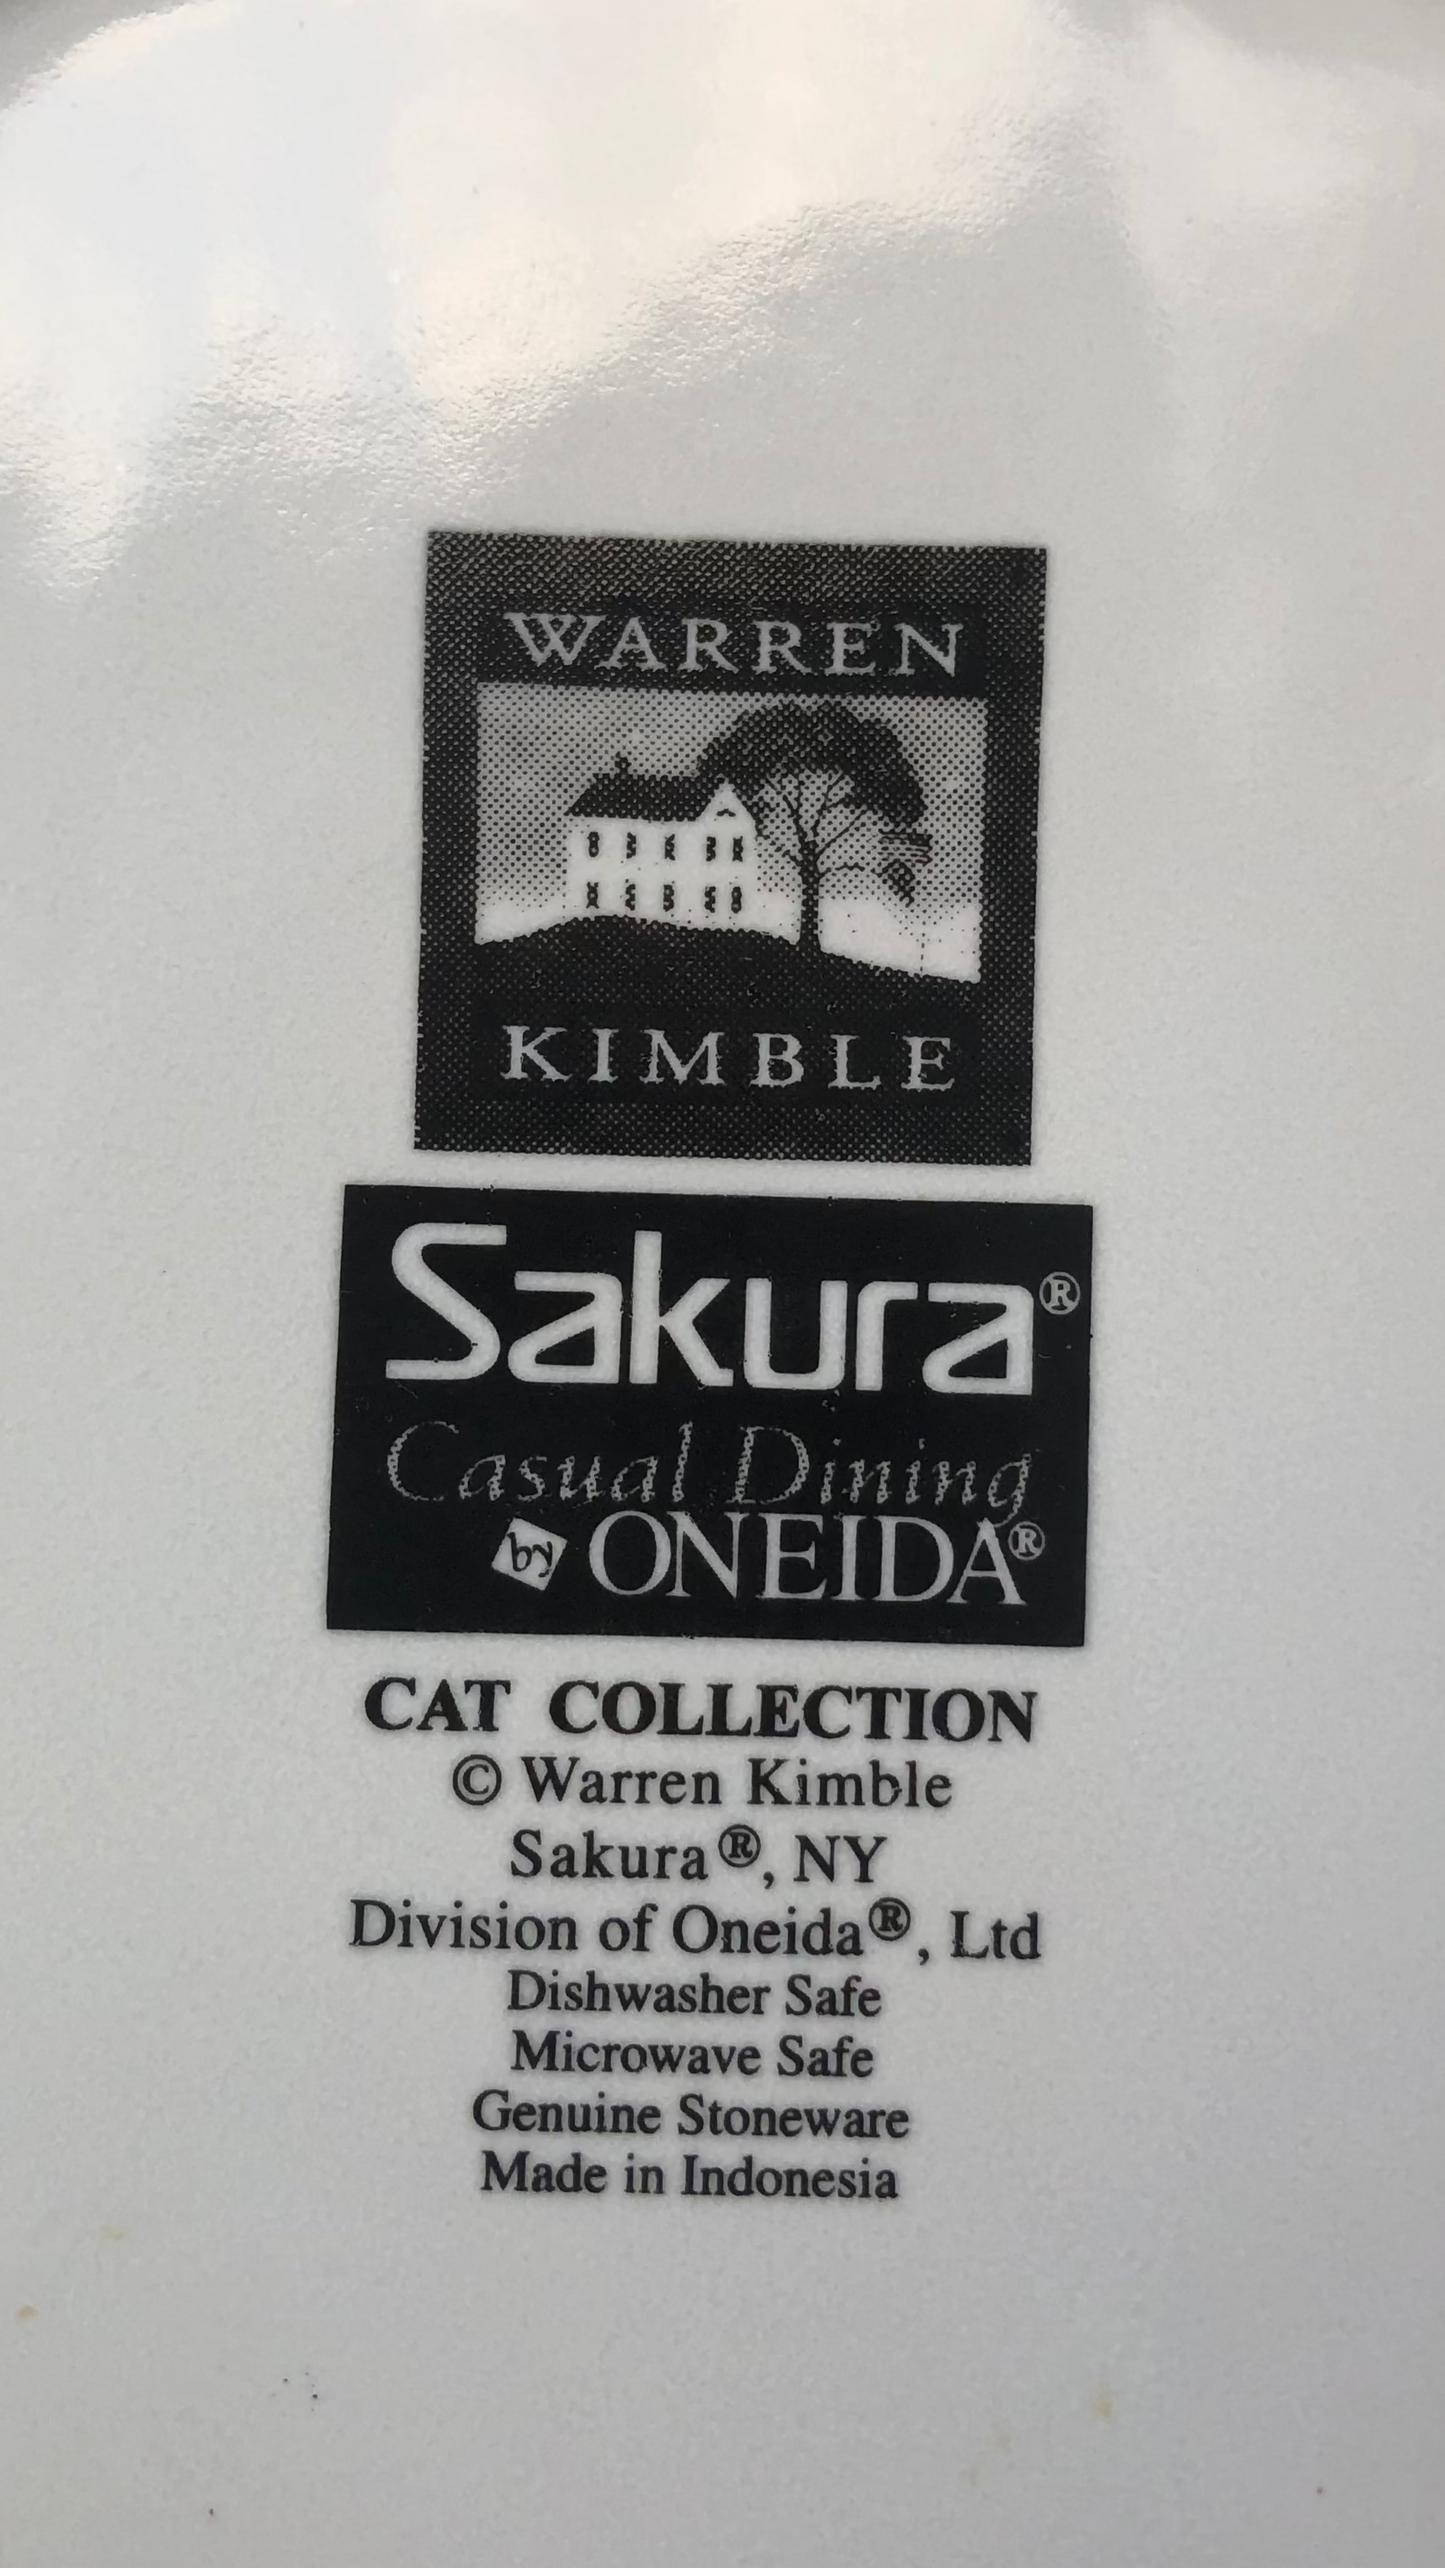 WARREN
KIMBLE
Sakura®
Casual Dining
by ONEIDA®
CAT COLLECTION
© Warren Kimble
Sakura®, NY
Division of Oneida®, Ltd
Dishwasher Safe
Microwave Safe
Genuine Stoneware
Made in Indonesia